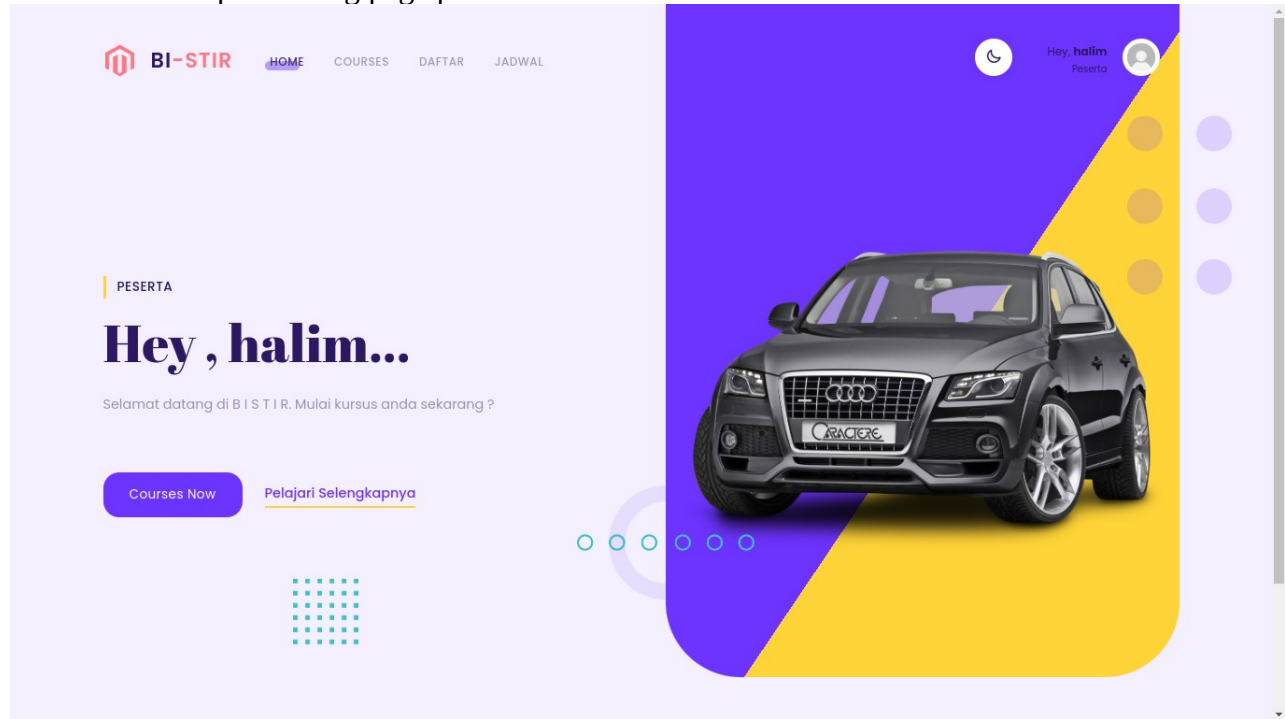 BI-STIR HOME COURSES DAFTAR JADWAL
Hey, halim
Peserta
PESERTA
Hey , halim...
Selamat datang di B I S T I R. Mulai kursus anda sekarang ?
Courses Now Pelajari Selengkapnya
CARACTERE